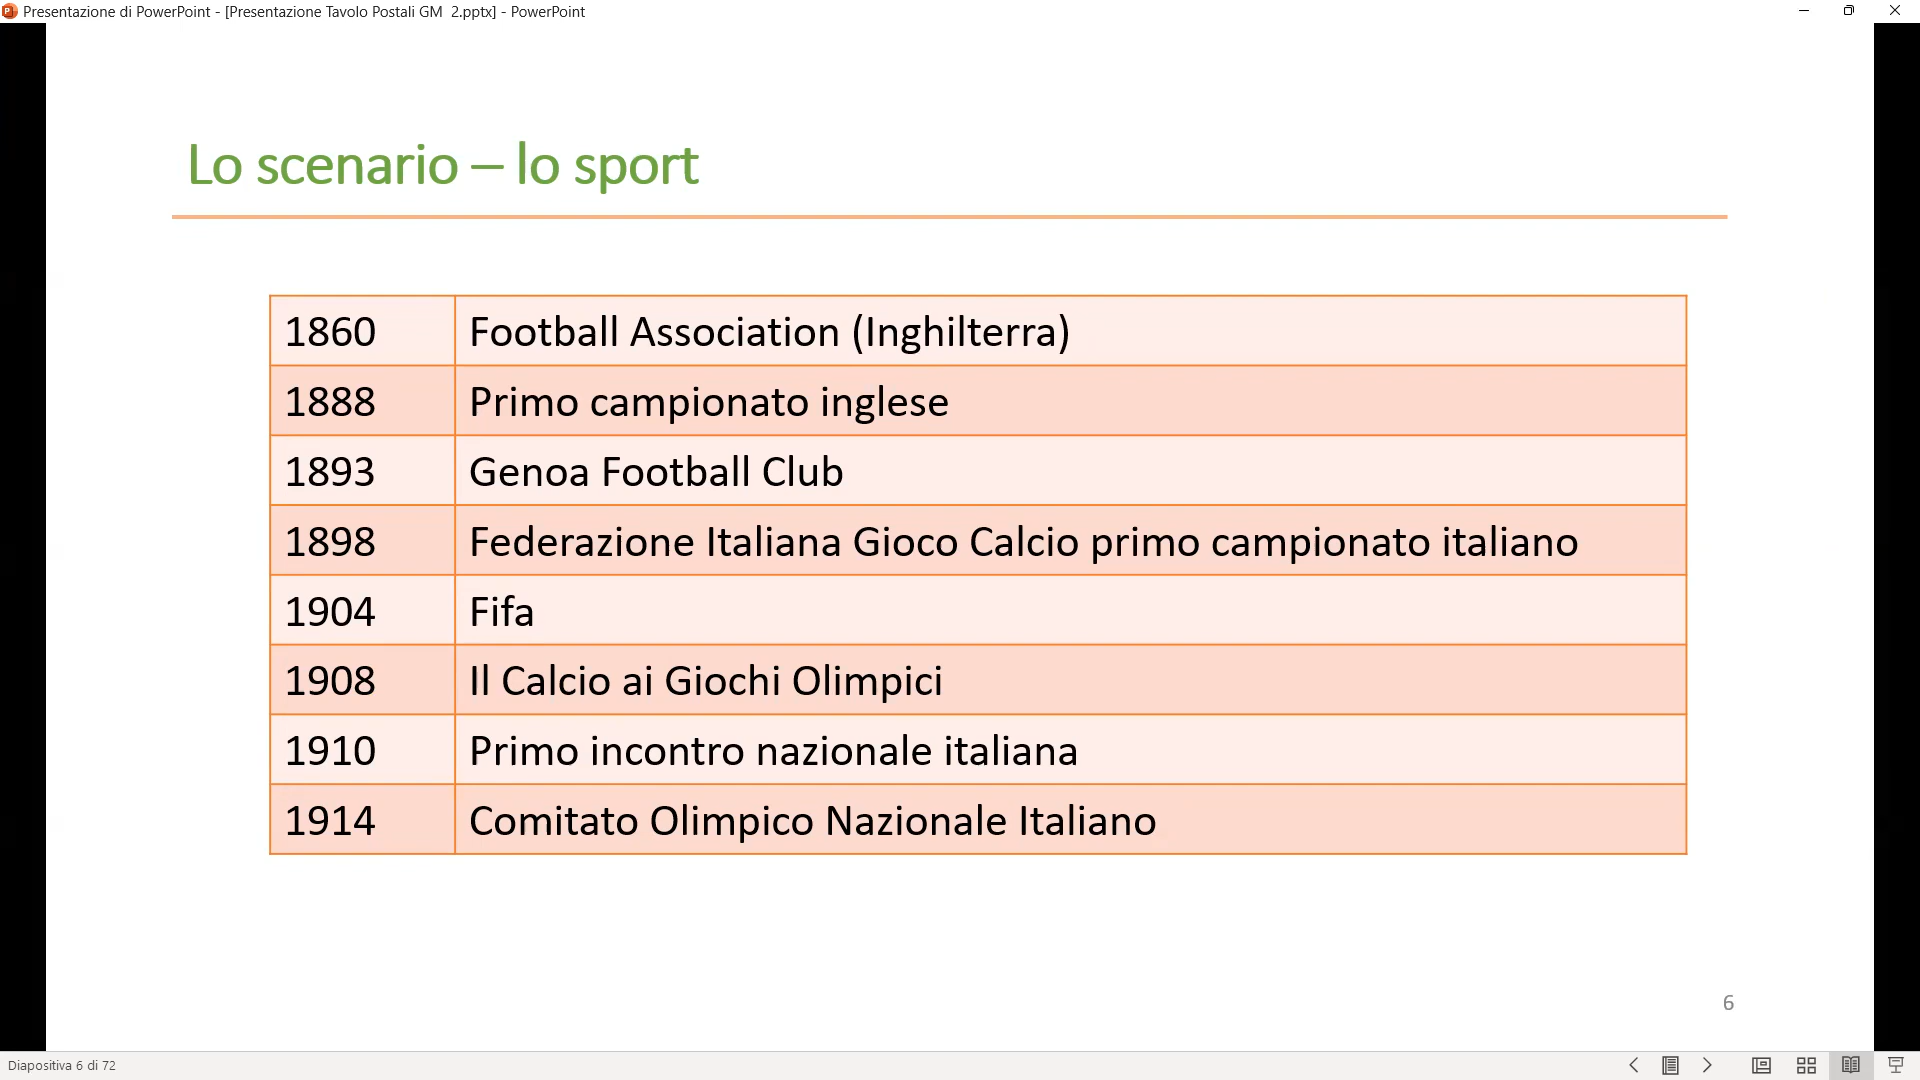 Presentazione di PowerPoint - [Presentazione Tavolo Postali GM  2.pptx] - PowerPoint
Lo scenario – lo sport
1860 Football Association (Inghilterra)
1888 Primo campionato inglese
1893 Genoa Football Club
1898 Federazione Italiana Gioco Calcio primo campionato italiano
1904 Fifa
1908 Il Calcio ai Giochi Olimpici
1910 Primo incontro nazionale italiana
1914 Comitato Olimpico Nazionale Italiano
6
Diapositiva 6 di 72